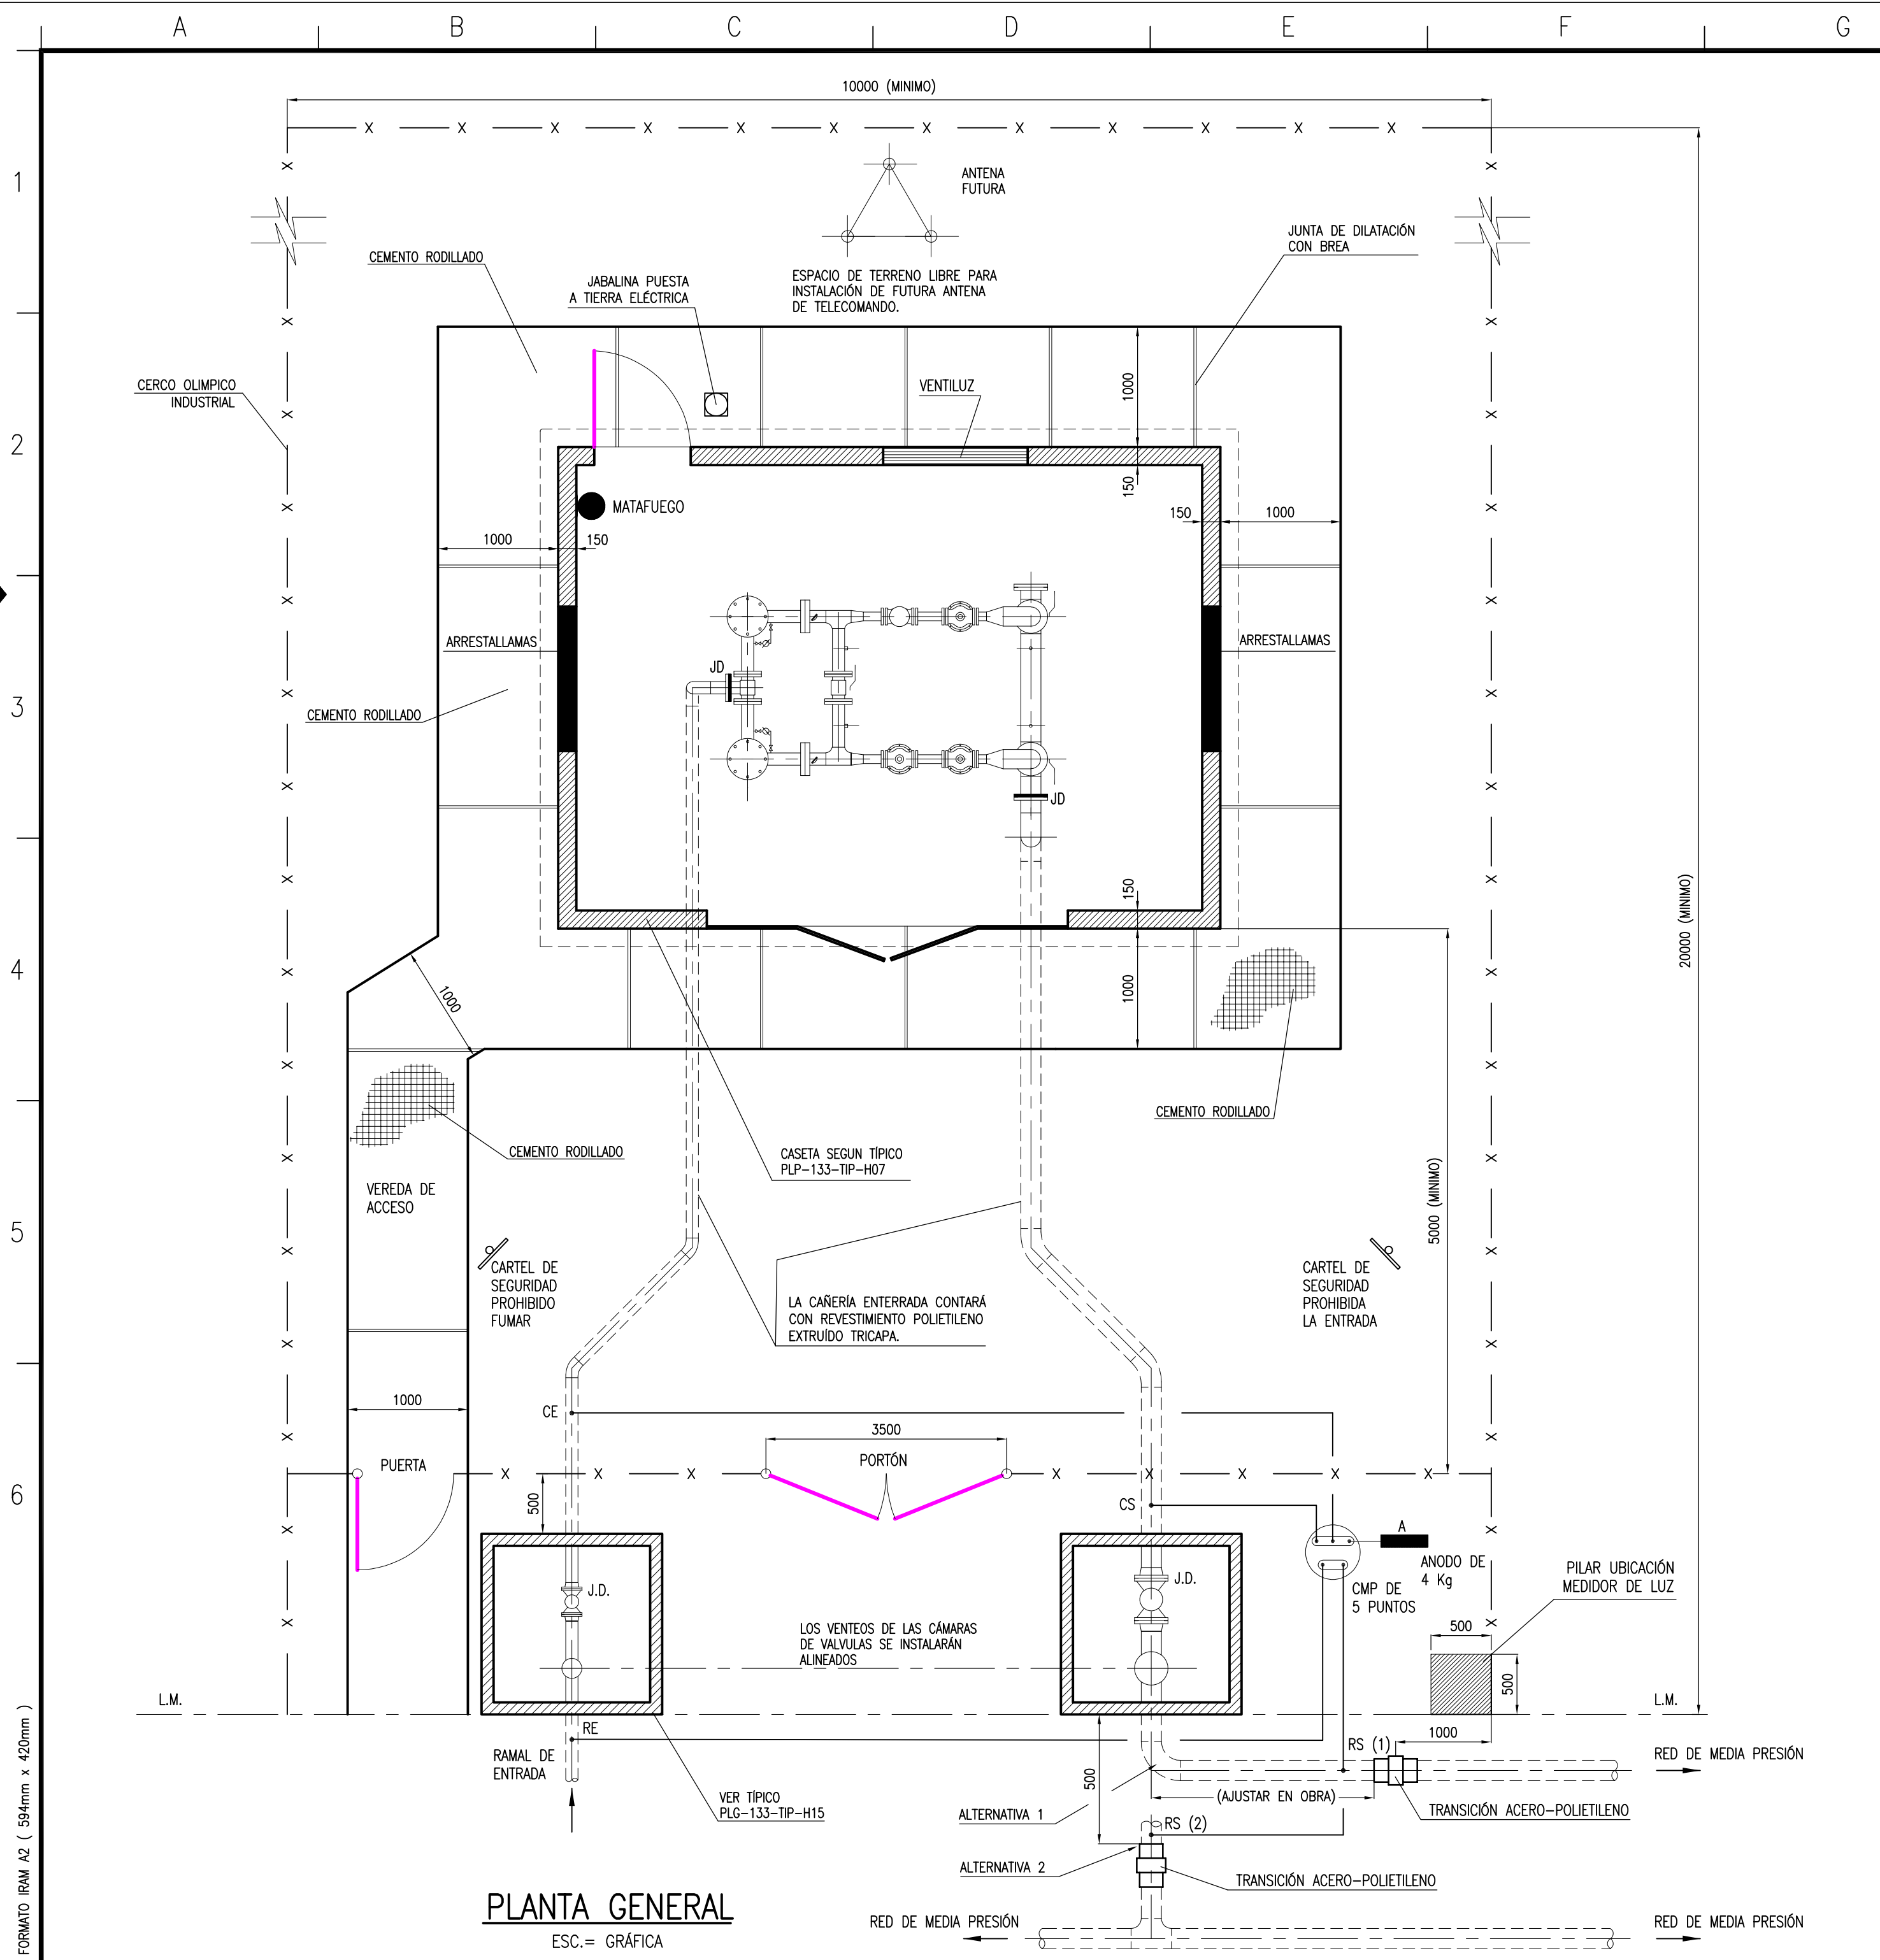 A
B
C
D
E
F
G
10000 (MINIMO)
1
ANTENA
FUTURA
JUNTA DE DILATACIÓN
CON BREA
CEMENTO RODILLADO
JABALINA PUESTA
A TIERRA ELÉCTRICA
ESPACIO DE TERRENO LIBRE PARA
INSTALACIÓN DE FUTURA ANTENA
DE TELECOMANDO.
CERCO OLIMPICO
INDUSTRIAL
VENTILUZ
1000
2
150
MATAFUEGO
150
1000
1000
150
ARRESTALLAMAS
ARRESTALLAMAS
JD
3
CEMENTO RODILLADO
JD
150
20000 (MINIMO)
4
1000
1000
CEMENTO RODILLADO
CEMENTO RODILLADO
CASETA SEGUN TÍPICO
PLP-133-TIP-H07
VEREDA DE
ACCESO
5000 (MINIMO)
5
CARTEL DE
SEGURIDAD
PROHIBIDO
FUMAR
CARTEL DE
SEGURIDAD
PROHIBIDA
LA ENTRADA
LA CAÑERÍA ENTERRADA CONTARÁ
CON REVESTIMIENTO POLIETILENO
EXTRUÍDO TRICAPA.
1000
CE
3500
PUERTA
PORTÓN
6
500
CS
A
ANODO DE
4 Kg
CMP DE
5 PUNTOS
PILAR UBICACIÓN
MEDIDOR DE LUZ
J.D.
J.D.
LOS VENTEOS DE LAS CÁMARAS
DE VALVULAS SE INSTALARÁN
ALINEADOS
500
500
L.M.
L.M.
RE
RAMAL DE
ENTRADA
1000
RS (1)
RED DE MEDIA PRESIÓN
500
VER TÍPICO
PLG-133-TIP-H15
(AJUSTAR EN OBRA)
ALTERNATIVA 1
TRANSICIÓN ACERO-POLIETILENO
RS (2)
ALTERNATIVA 2
TRANSICIÓN ACERO-POLIETILENO
PLANTA GENERAL
ESC.= GRÁFICA
RED DE MEDIA PRESIÓN
RED DE MEDIA PRESIÓN
FORMATO IRAM A2 ( 594mm x 420mm )